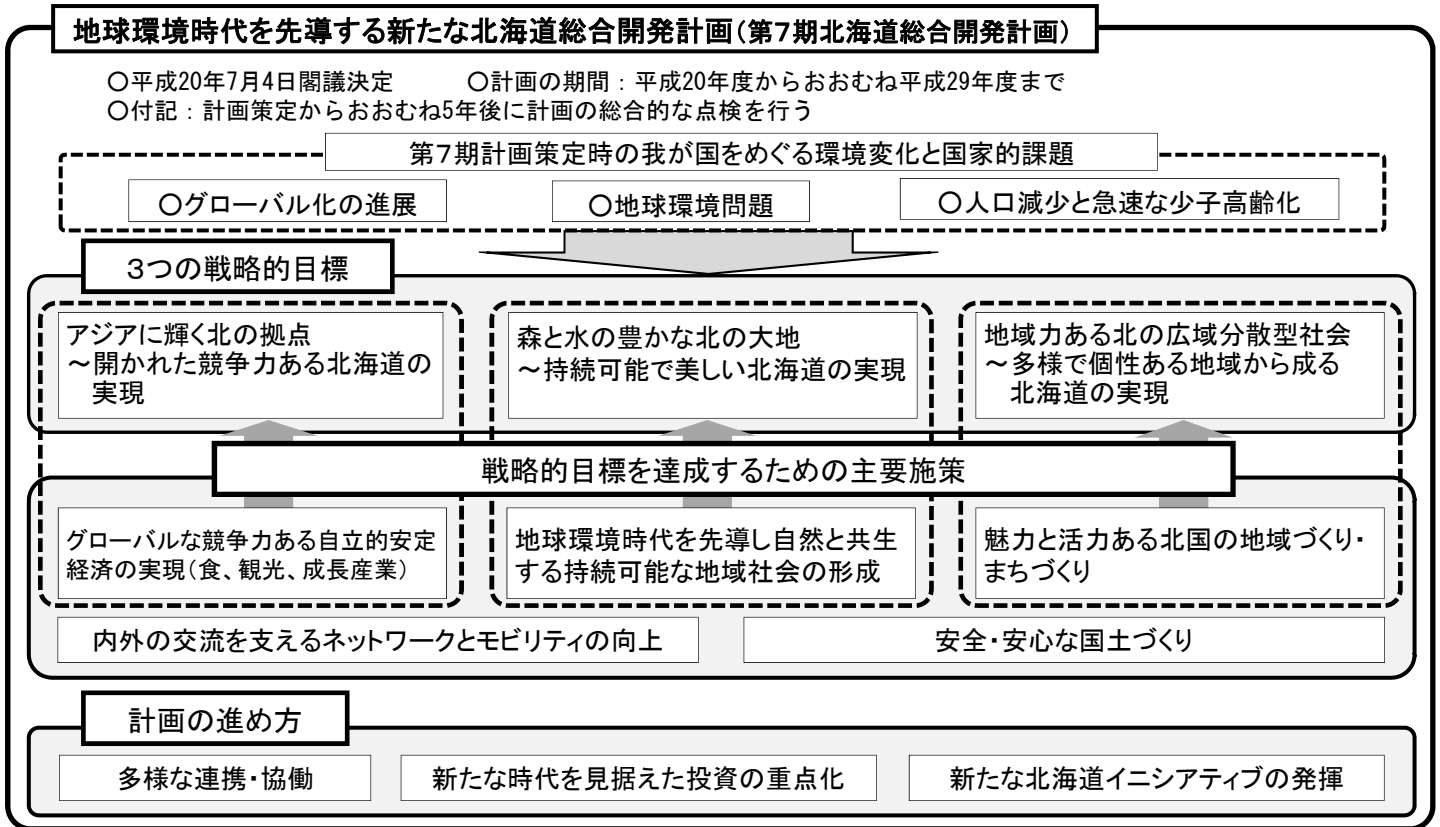 地球環境時代を先導する新たな北海道総合開発計画(第7期北海道総合開発計画)
○平成20年7月4日閣議決定 ○計画の期間:平成20年度からおおむね平成29年度まで
○付記:計画策定からおおむね5年後に計画の総合的な点検を行う
第7期計画策定時の我が国をめぐる環境変化と国家的課題
○グローバル化の進展
○地球環境問題
○人口減少と急速な少子高齢化
3つの戦略的目標
アジアに輝く北の拠点
~開かれた競争力ある北海道の
実現
森と水の豊かな北の大地
~持続可能で美しい北海道の実現
地域力ある北の広域分散型社会
~多様で個性ある地域から成る
北海道の実現
戦略的目標を達成するための主要施策
グローバルな競争力ある自立的安定
経済の実現(食、観光、成長産業)
地球環境時代を先導し自然と共生
する持続可能な地域社会の形成
魅力と活力ある北国の地域づくり・
まちづくり
内外の交流を支えるネットワークとモビリティの向上
安全・安心な国土づくり
計画の進め方
多様な連携・協働
新たな時代を見据えた投資の重点化
新たな北海道イニシアティブの発揮